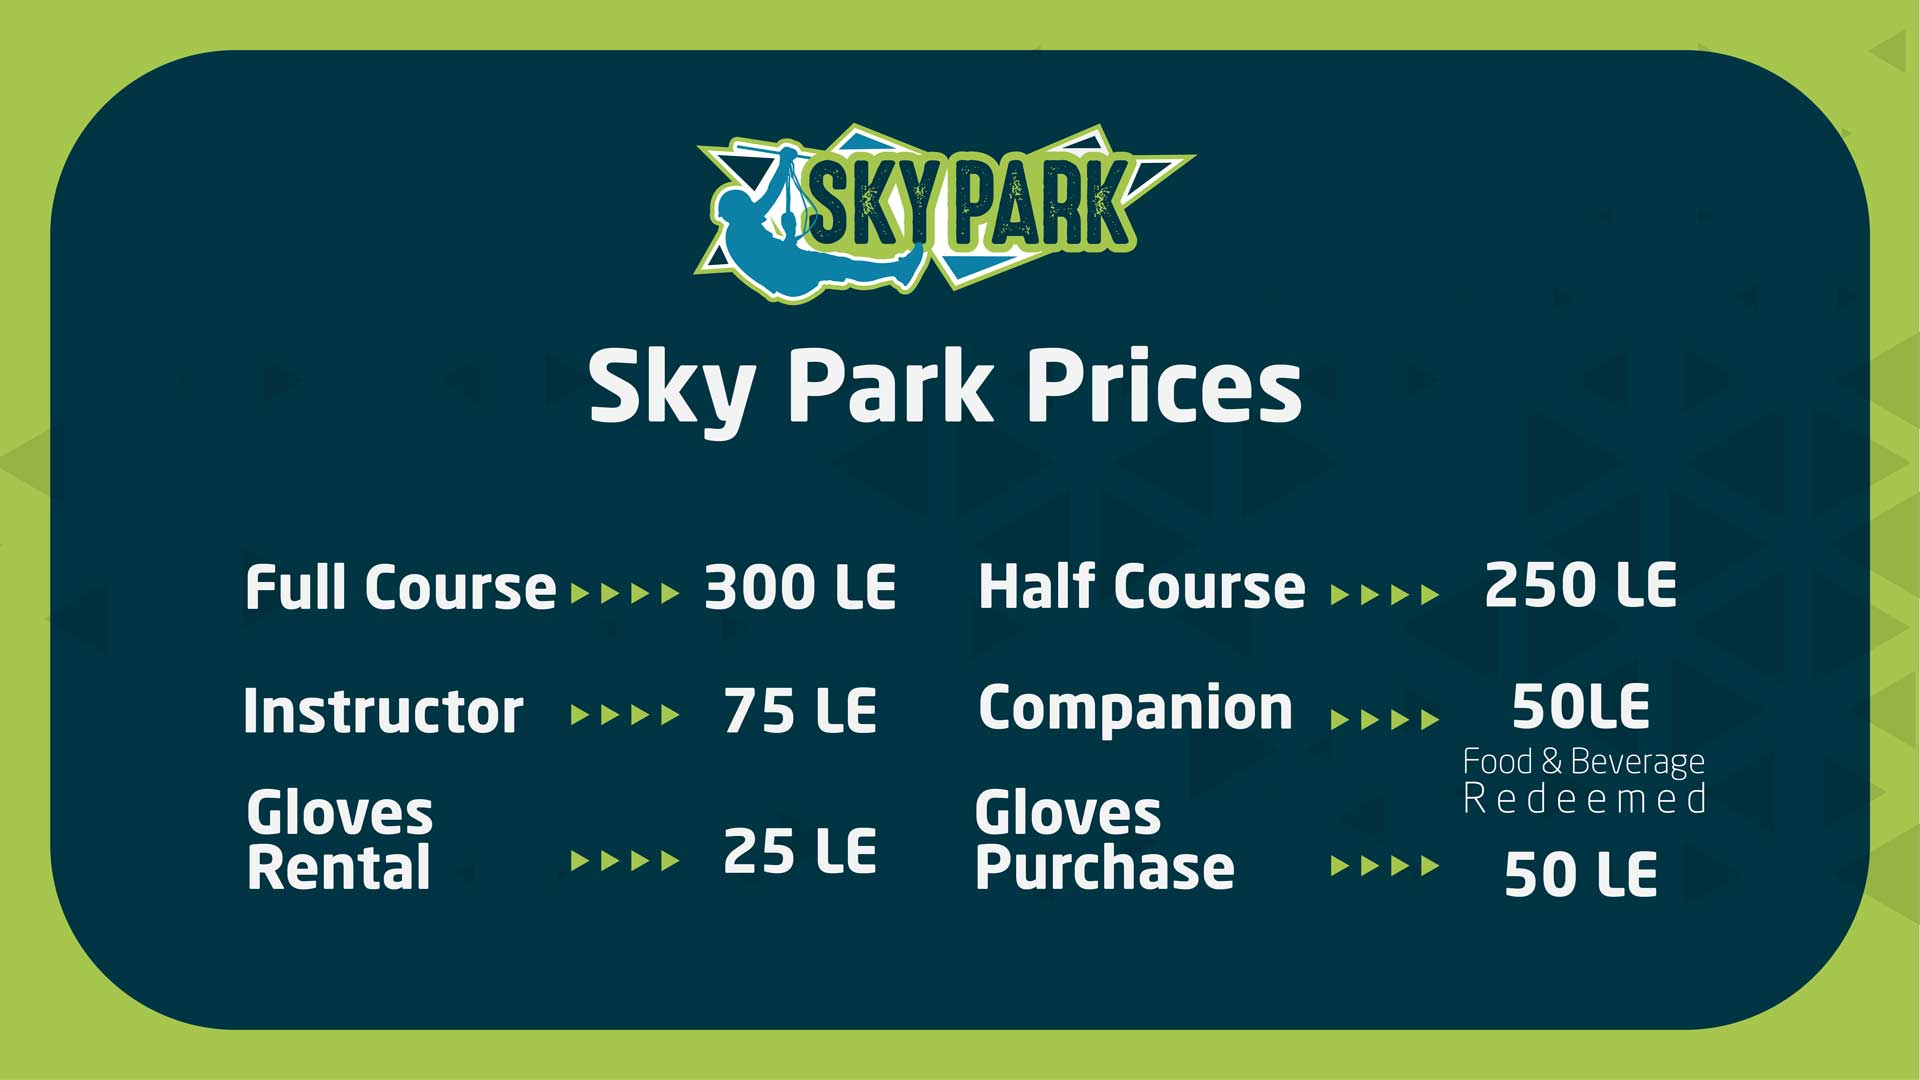 SKY PARK
Sky Park Prices
Full Course 300 LE
Half Course 250 LE
Instructor 75 LE
Companion 50LE
Food & Beverage
Redeemed
Gloves
Rental 25 LE
Gloves
Purchase 50 LE